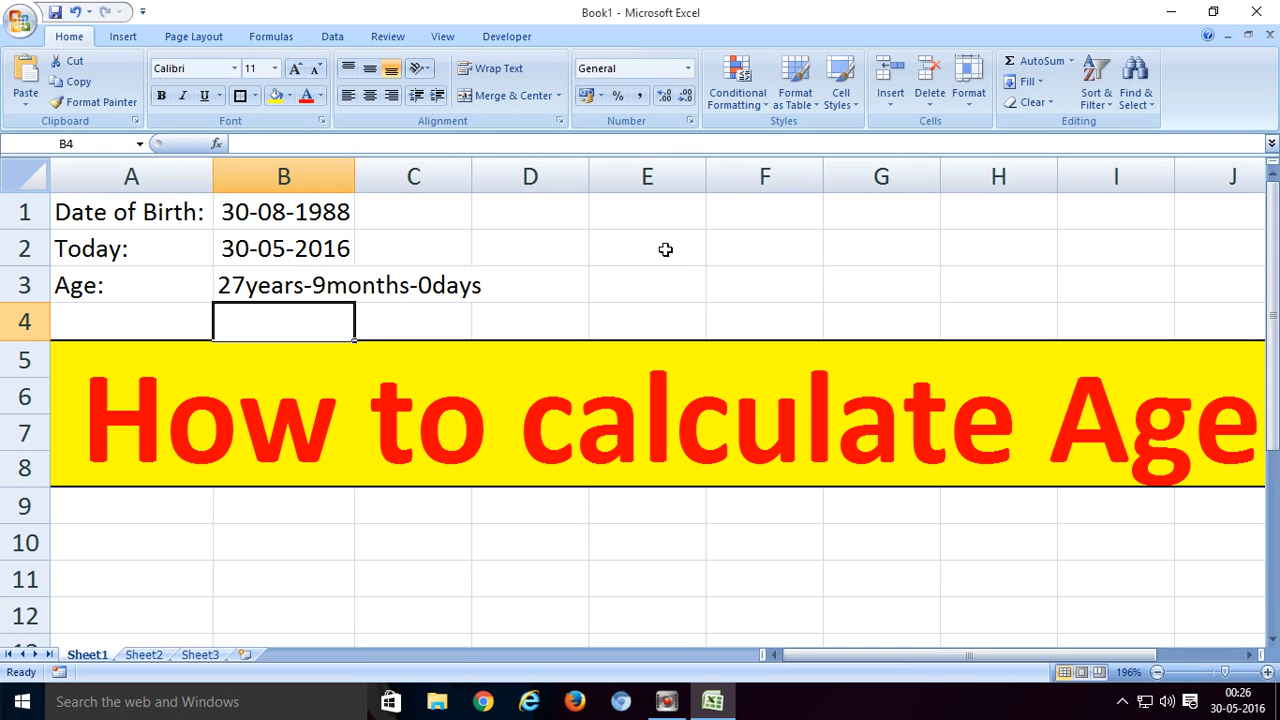 Book1 - Microsoft Excel
Home Insert Page Layout Formulas Data Review View Developer
Paste Cut Copy Format Painter
Clipboard
Calibri 11
B I U A
Font
Wrap Text
Merge & Center
Alignment
General
% ,
Number
Conditional Formatting Format as Table Cell Styles
Styles
Insert Delete Format
Cells
Σ AutoSum Fill Clear Sort & Filter Find & Select
Editing
B4 fx
A B C D E F G H I J
1 Date of Birth: 30-08-1988
2 Today: 30-05-2016
3 Age: 27years-9months-0days
4
5
6
7
8
How to calculate Age
9
10
11
12
Sheet1 Sheet2 Sheet3
Ready 196%
Search the web and Windows 00:26
30-05-2016